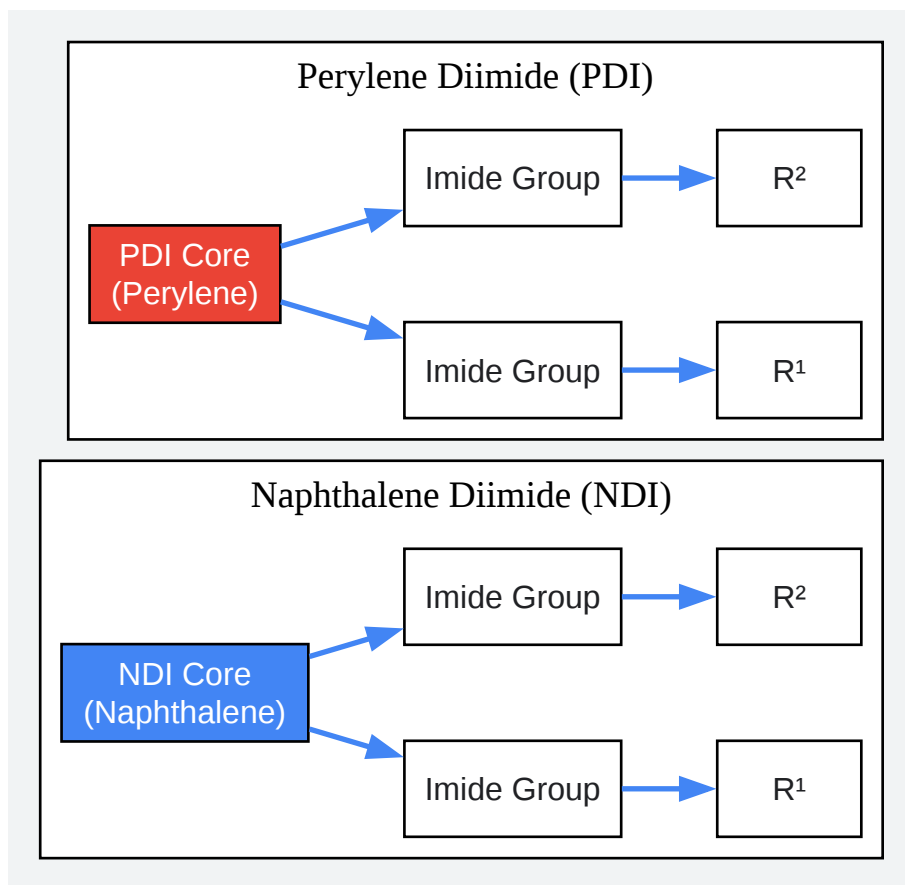 Perylene Diimide (PDI)
Imide Group
R²
PDI Core
(Perylene)
Imide Group
R¹
Naphthalene Diimide (NDI)
Imide Group
R²
NDI Core
(Naphthalene)
Imide Group
R¹